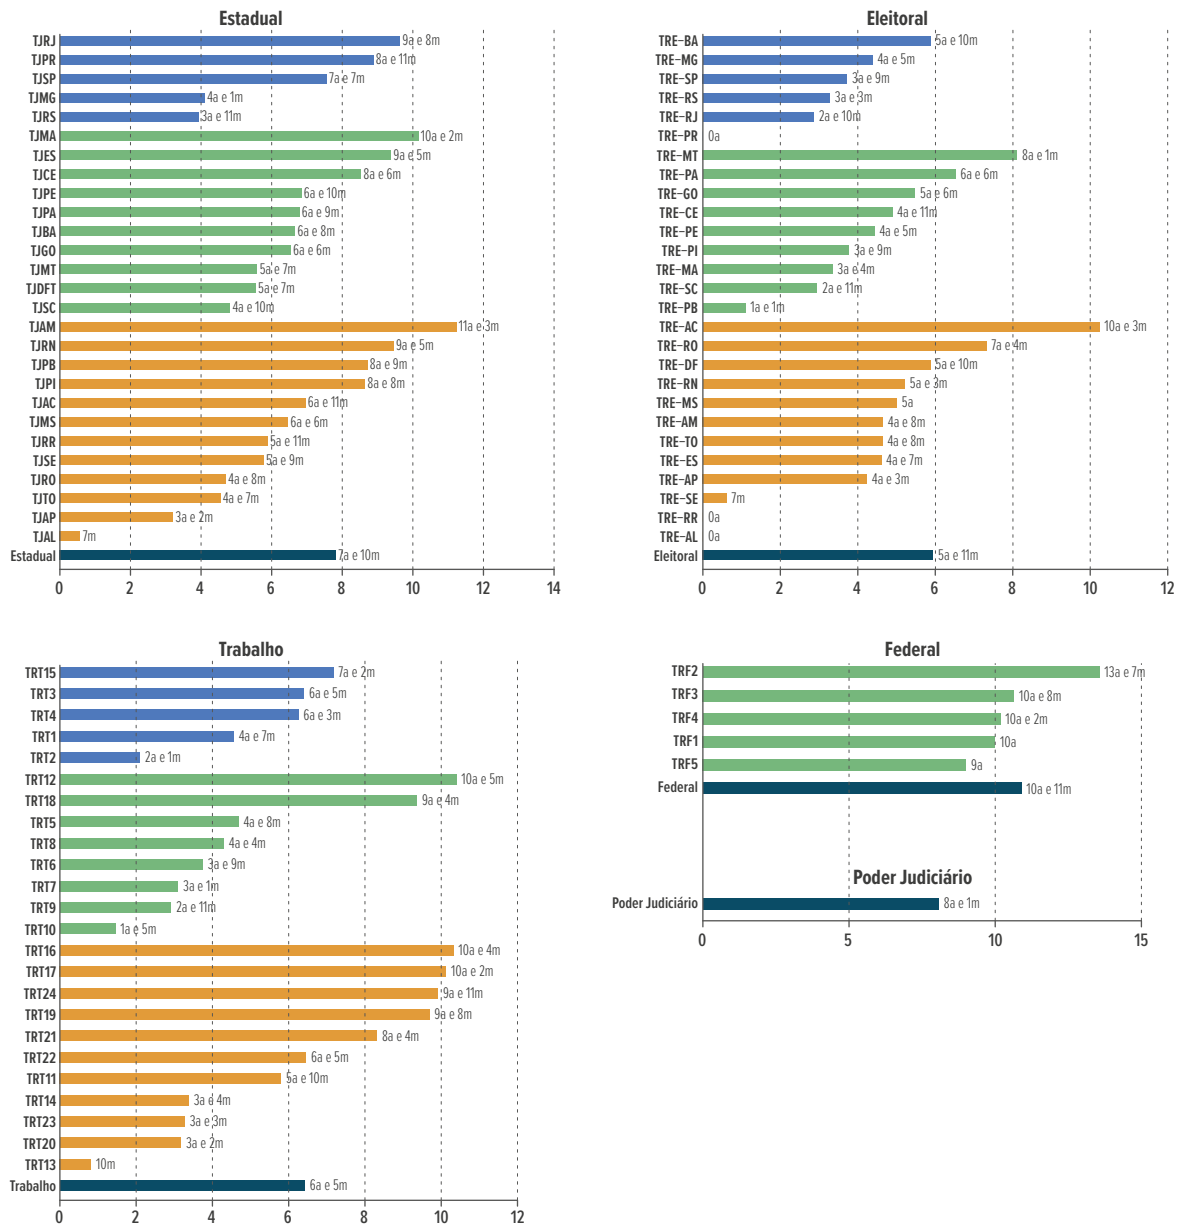 Estadual
TJRJ 9a e 8m
TJPR 8a e 11m
TJSP 7a e 7m
TJMG 4a e 1m
TJRS 3a e 11m
TJMA 10a e 2m
TJES 9a e 5m
TJCE 8a e 6m
TJPE 6a e 10m
TJPA 6a e 9m
TJBA 6a e 8m
TJGO 6a e 6m
TJMT 5a e 7m
TJDFT 5a e 7m
TJSC 4a e 10m
TJAM 11a e 3m
TJRN 9a e 5m
TJPB 8a e 9m
TJPI 8a e 8m
TJAC 6a e 11m
TJMS 6a e 6m
TJRR 5a e 11m
TJSE 5a e 9m
TJRO 4a e 8m
TJTO 4a e 7m
TJAP 3a e 2m
TJAL 7m
Estadual 7a e 10m
0 2 4 6 8 10 12 14
Eleitoral
TRE-BA 5a e 10m
TRE-MG 4a e 5m
TRE-SP 3a e 9m
TRE-RS 3a e 3m
TRE-RJ 2a e 10m
TRE-PR 0a
TRE-MT 8a e 1m
TRE-PA 6a e 6m
TRE-GO 5a e 6m
TRE-CE 4a e 11m
TRE-PE 4a e 5m
TRE-PI 3a e 9m
TRE-MA 3a e 4m
TRE-SC 2a e 11m
TRE-PB 1a e 1m
TRE-AC 10a e 3m
TRE-RO 7a e 4m
TRE-DF 5a e 10m
TRE-RN 5a e 3m
TRE-MS 5a
TRE-AM 4a e 8m
TRE-TO 4a e 8m
TRE-ES 4a e 7m
TRE-AP 4a e 3m
TRE-SE 7m
TRE-RR 0a
TRE-AL 0a
Eleitoral 5a e 11m
0 2 4 6 8 10 12
Trabalho
TRT15 7a e 2m
TRT3 6a e 5m
TRT4 6a e 3m
TRT1 4a e 7m
TRT2 2a e 1m
TRT12 10a e 5m
TRT18 9a e 4m
TRT5 4a e 8m
TRT8 4a e 4m
TRT6 3a e 9m
TRT7 3a e 1m
TRT9 2a e 11m
TRT10 1a e 5m
TRT16 10a e 4m
TRT17 10a e 2m
TRT24 9a e 11m
TRT19 9a e 8m
TRT21 8a e 4m
TRT22 6a e 5m
TRT11 5a e 10m
TRT14 3a e 4m
TRT23 3a e 3m
TRT20 3a e 2m
TRT13 10m
Trabalho 6a e 5m
0 2 4 6 8 10 12
Federal
TRF2 13a e 7m
TRF3 10a e 8m
TRF4 10a e 2m
TRF1 10a
TRF5 9a
Federal 10a e 11m
Poder Judiciário
Poder Judiciário 8a e 1m
0 5 10 15